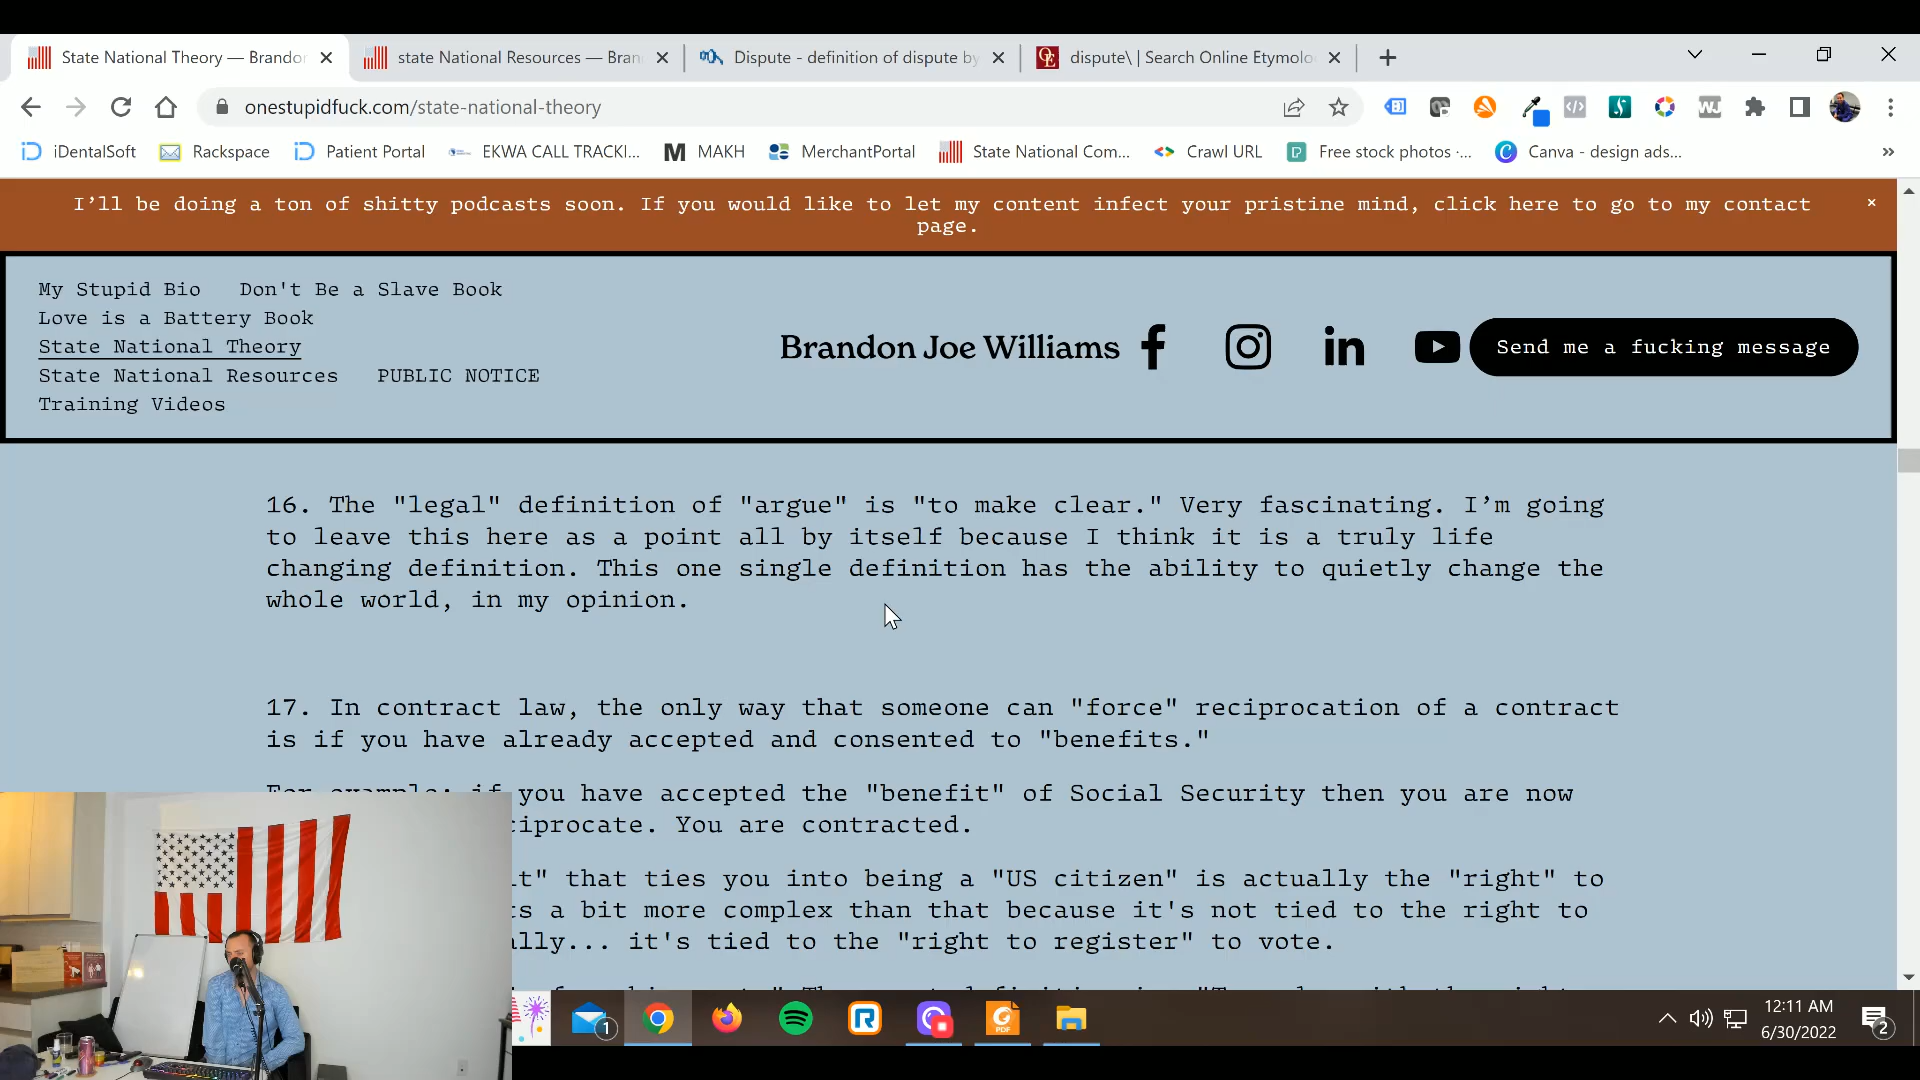 State National Theory — Brandon
state National Resources — Bran
Dispute - definition of dispute by
dispute\ | Search Online Etymolo
onestupidfuck.com/state-national-theory
iDentalSoft
Rackspace
Patient Portal
EKWA CALL TRACKI...
MAKH
MerchantPortal
State National Com...
Crawl URL
Free stock photos ·...
Canva - design ads...
»
I’ll be doing a ton of shitty podcasts soon. If you would like to let my content infect your pristine mind, click here to go to my contact
page.
My Stupid Bio Don't Be a Slave Book
Love is a Battery Book
State National Theory
State National Resources PUBLIC NOTICE
Training Videos
Brandon Joe Williams
Send me a fucking message
16. The "legal" definition of "argue" is "to make clear." Very fascinating. I’m going
to leave this here as a point all by itself because I think it is a truly life
changing definition. This one single definition has the ability to quietly change the
whole world, in my opinion.
17. In contract law, the only way that someone can "force" reciprocation of a contract
is if you have already accepted and consented to "benefits."
For example: if you have accepted the "benefit" of Social Security then you are now
ciprocate. You are contracted.
it" that ties you into being a "US citizen" is actually the "right" to
ts a bit more complex than that because it's not tied to the right to
ally... it's tied to the "right to register" to vote.
12:11 AM
6/30/2022
1
2